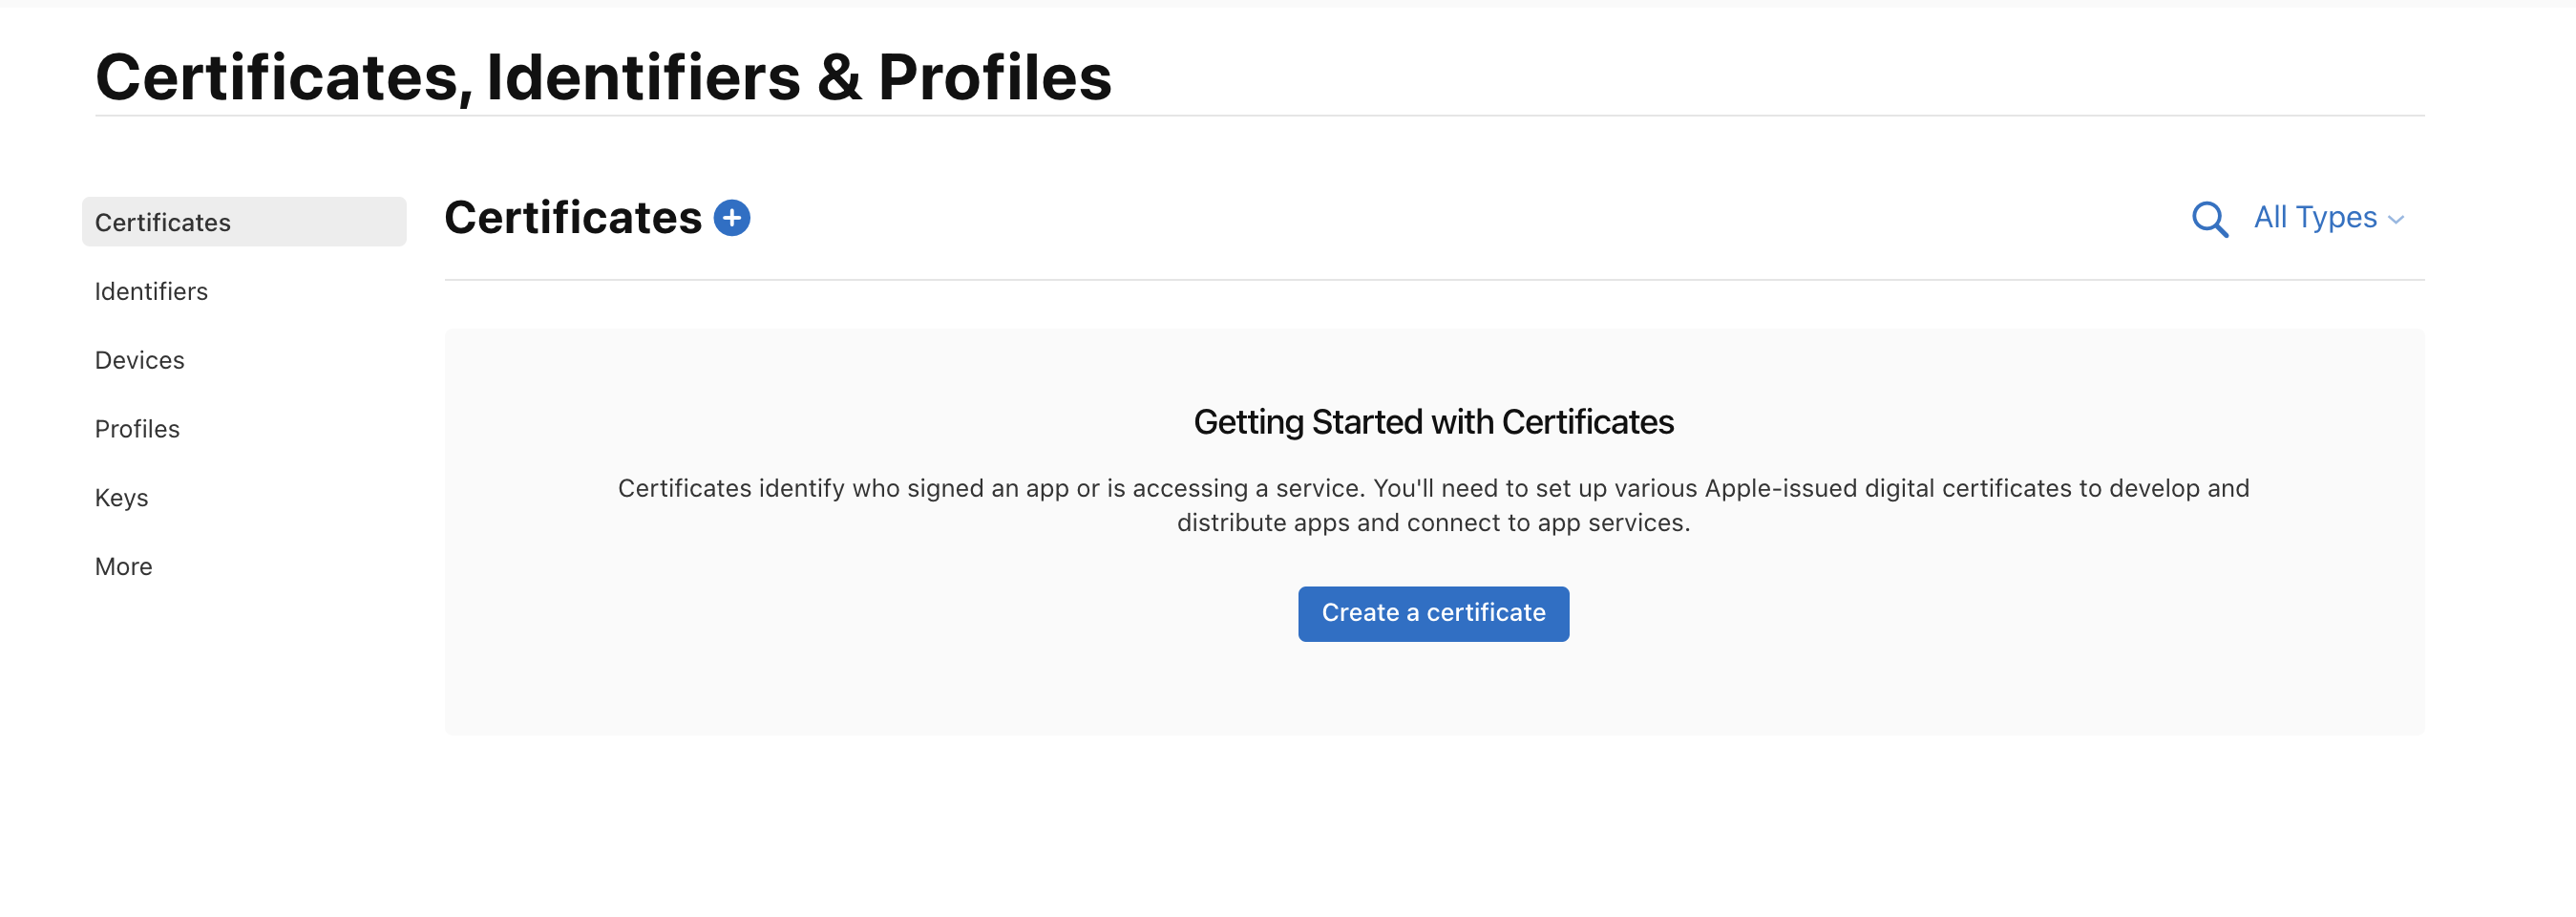 Certificates, Identifiers & Profiles
Certificates
Identifiers
Devices
Profiles
Keys
More
Certificates
All Types
Getting Started with Certificates
Certificates identify who signed an app or is accessing a service. You'll need to set up various Apple-issued digital certificates to develop and
distribute apps and connect to app services.
Create a certificate